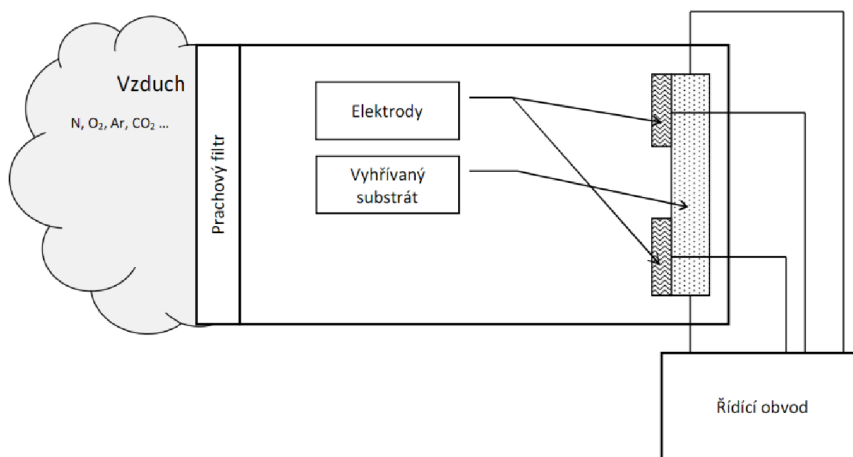 Vzduch
N, O₂, Ar, CO₂ ...
Prachový filtr
Elektrody
Vyhřívaný
substrát
Řídící obvod